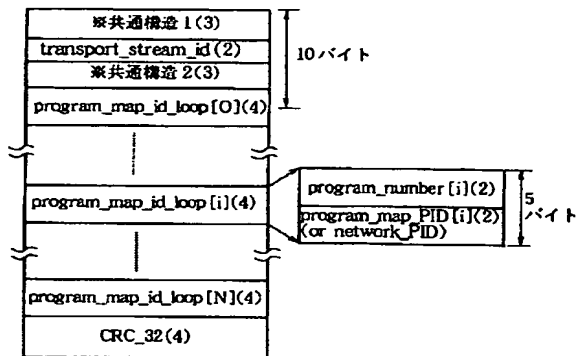 ※共通構造1(3)
transport_stream_id(2)
※共通構造2(3)
program_map_id_loop[0](4)
10バイト
program_map_id_loop[i](4)
program_number[i](2)
program_map_PID[i](2)
(or network_PID)
5
バイト
program_map_id_loop[N](4)
CRC_32(4)